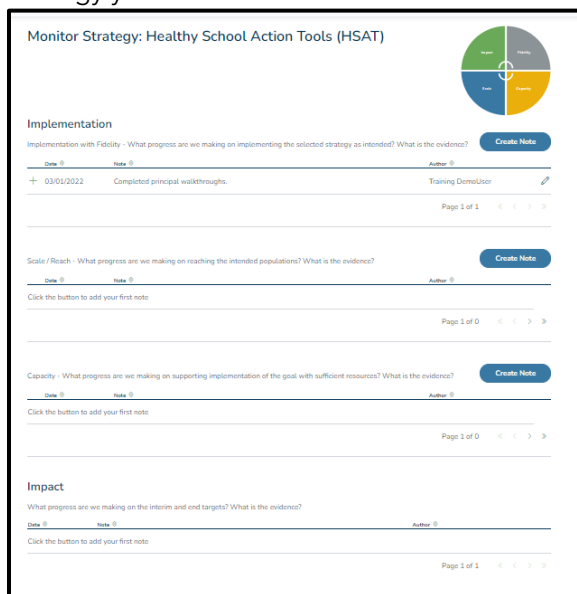 Monitor Strategy: Healthy School Action Tools (HSAT)
Impact
Fidelity
Scale
Capacity
Implementation
Implementation with Fidelity - What progress are we making on implementing the selected strategy as intended? What is the evidence?
Create Note
Date Note Author
03/01/2022 Completed principal walkthroughs. Training DemoUser
Page 1 of 1 « < > »
Scale / Reach - What progress are we making on reaching the intended populations? What is the evidence?
Create Note
Date Note Author
Click the button to add your first note
Page 1 of 0 « < > »
Capacity - What progress are we making on supporting implementation of the goal with sufficient resources? What is the evidence?
Create Note
Date Note Author
Click the button to add your first note
Page 1 of 0 « < > »
Impact
What progress are we making on the interim and end targets? What is the evidence?
Date Note Author
Click the button to add your first note
Page 1 of 1 « < > »